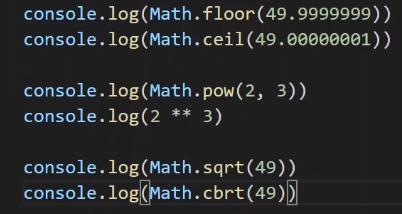 console.log(Math.floor(49.9999999))
console.log(Math.ceil(49.00000001))
console.log(Math.pow(2, 3))
console.log(2 ** 3)
console.log(Math.sqrt(49))
console.log(Math.cbrt(49))